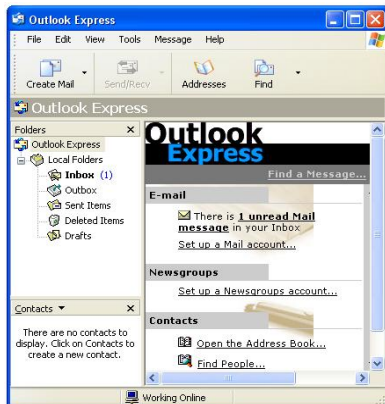 Outlook Express
File Edit View Tools Message Help
Create Mail Send/Recv Addresses Find
Outlook Express
Folders
Outlook Express
Local Folders
Inbox (1)
Outbox
Sent Items
Deleted Items
Drafts
Contacts
There are no contacts to
display. Click on Contacts to
create a new contact.
Outlook
Express
Find a Message...
E-mail
There is 1 unread Mail
message in your Inbox
Set up a Mail account...
Newsgroups
Set up a Newsgroups account...
Contacts
Open the Address Book...
Find People...
Working Online